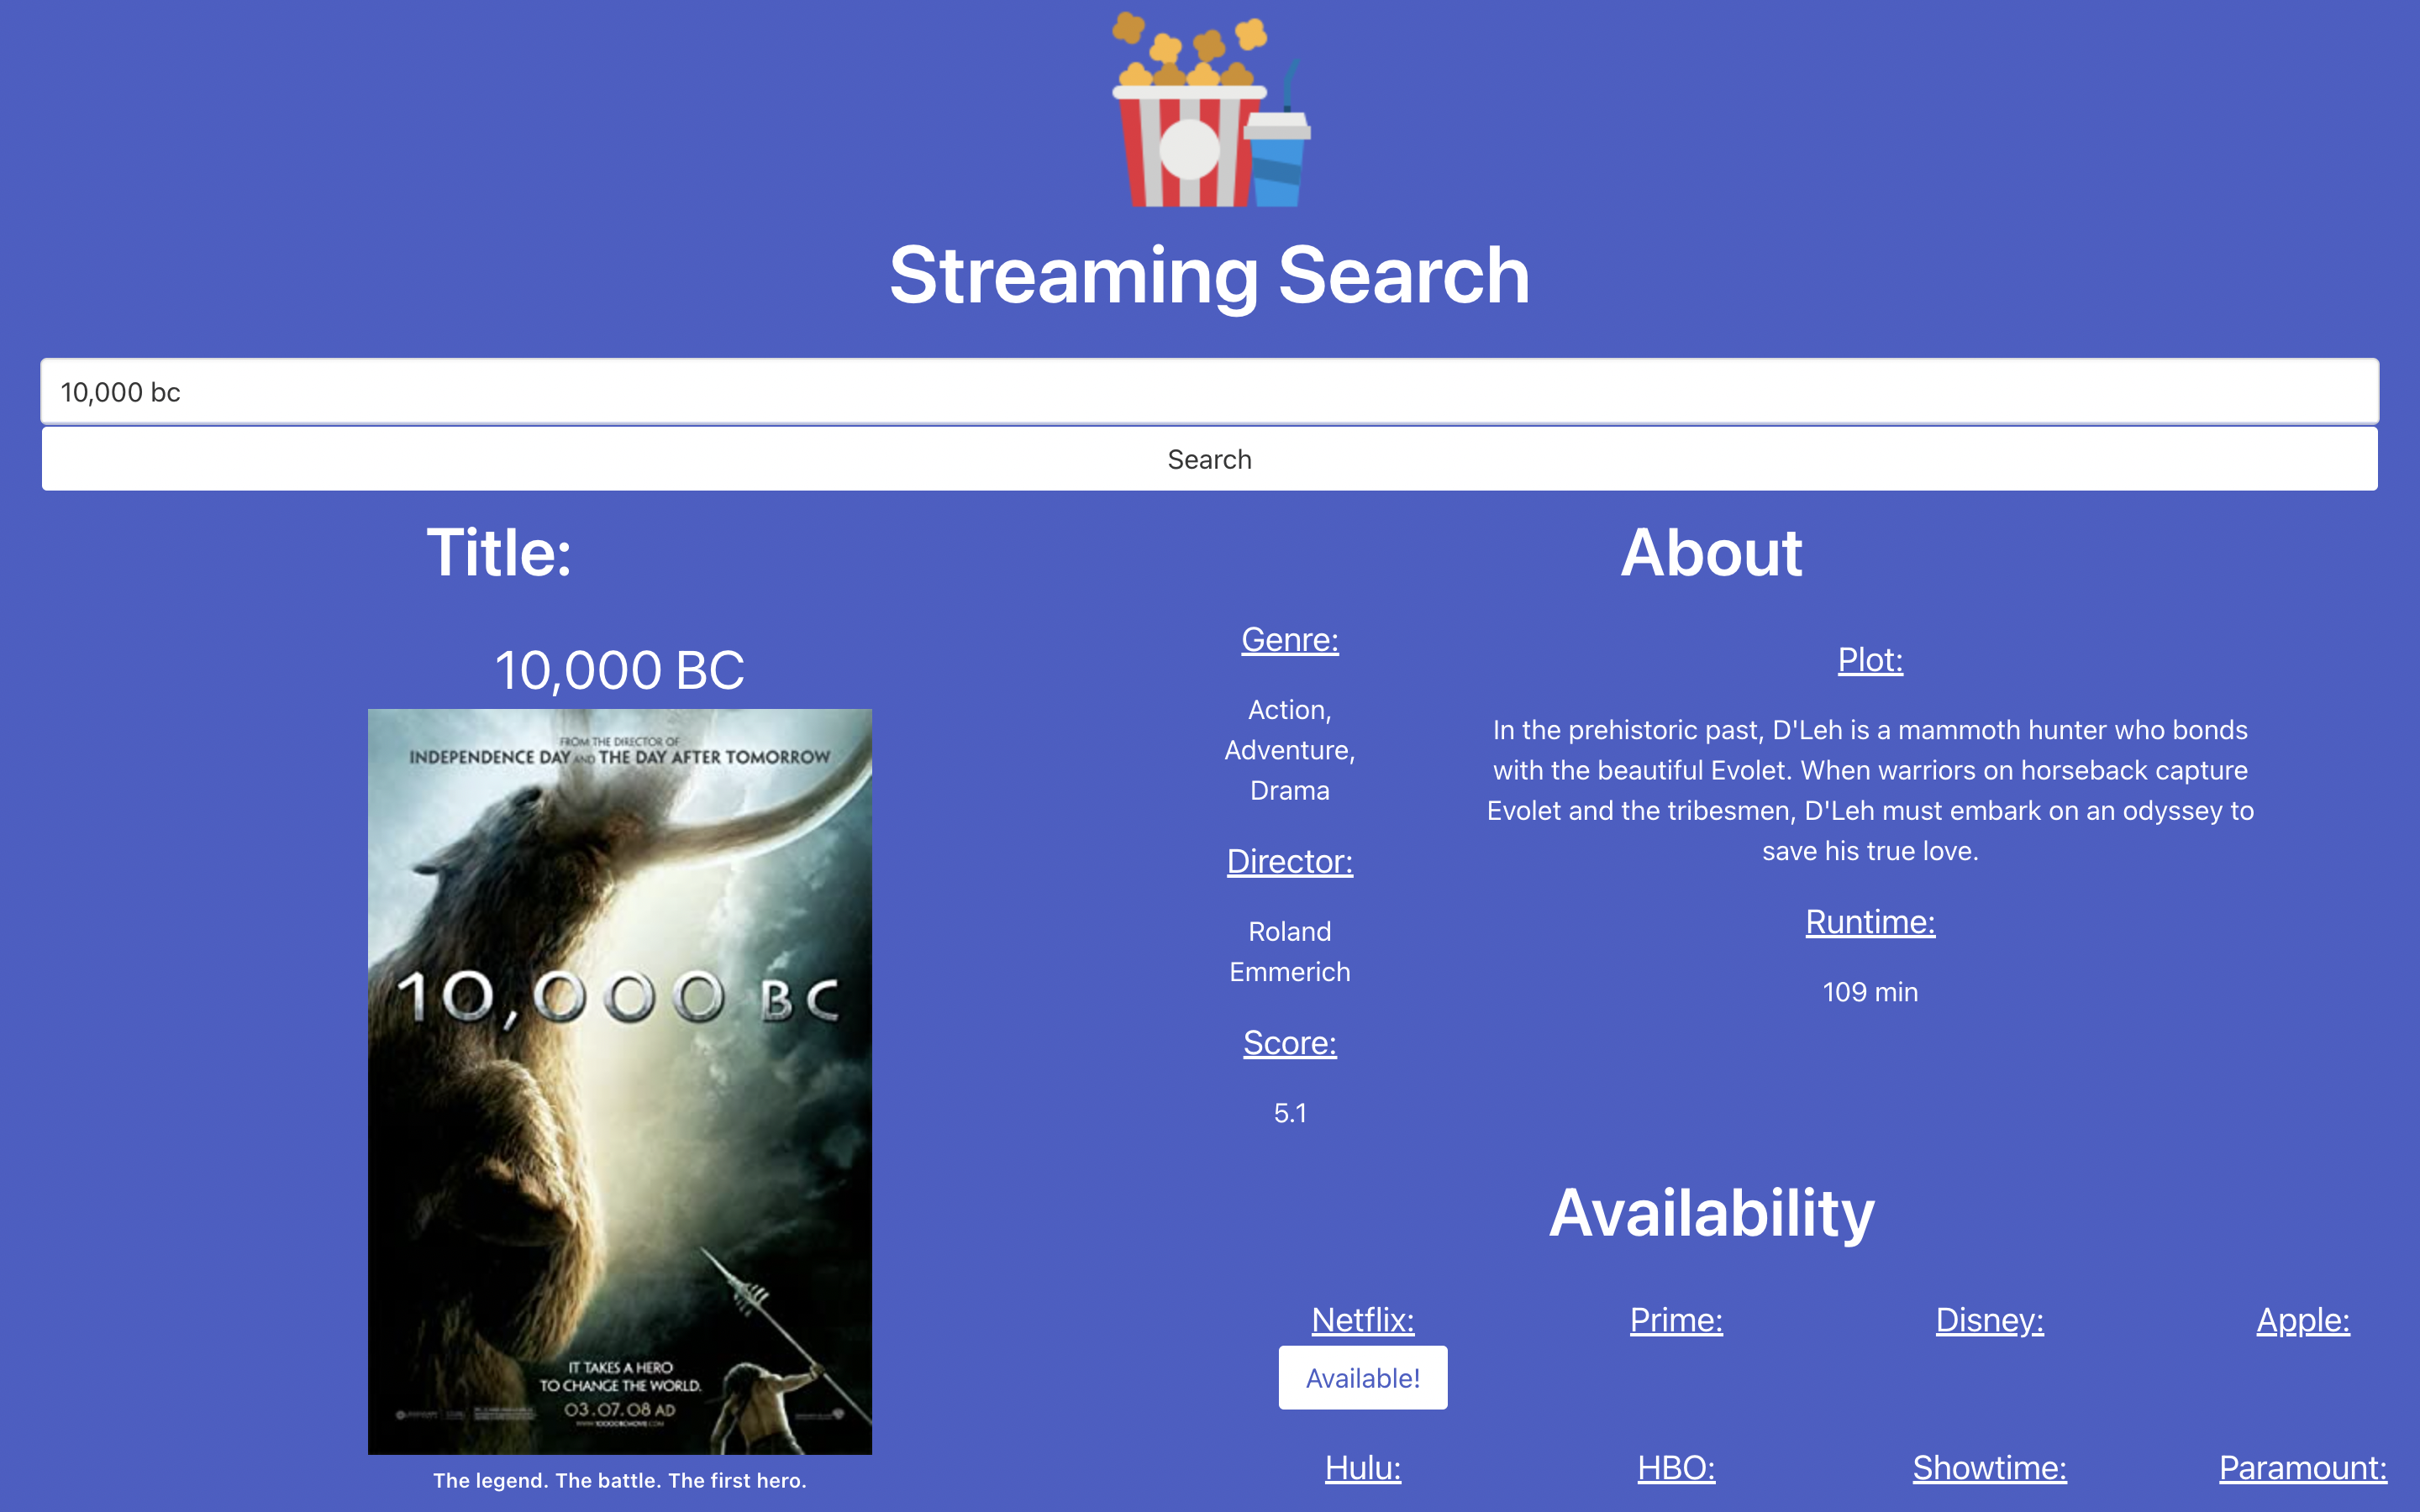 Streaming Search
10,000 bc
Search
Title:
10,000 BC
FROM THE DIRECTOR OF
INDEPENDENCE DAY AND THE DAY AFTER TOMORROW
10,000 BC
IT TAKES A HERO
TO CHANGE THE WORLD.
03.07.08 AD
The legend. The battle. The first hero.
About
Genre:
Action,
Adventure,
Drama
Director:
Roland
Emmerich
Score:
5.1
Plot:
In the prehistoric past, D'Leh is a mammoth hunter who bonds
with the beautiful Evolet. When warriors on horseback capture
Evolet and the tribesmen, D'Leh must embark on an odyssey to
save his true love.
Runtime:
109 min
Availability
Netflix:
Available!
Prime:
Disney:
Apple:
Hulu:
HBO:
Showtime:
Paramount: